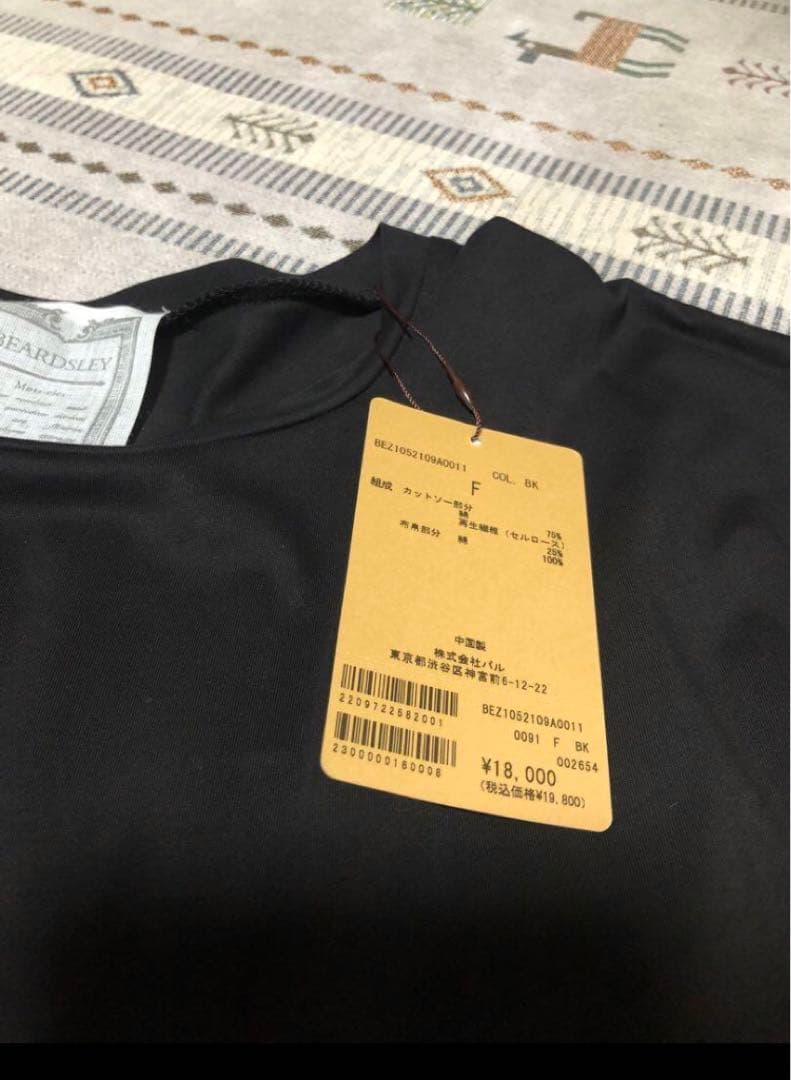 BEARDSLEY
BEZ1052109A0011 COL. BK
F
組成 カットソー部分
綿 75%
再生繊維 (セルロース) 25%
布帛部分 綿 100%
中国製
株式会社パル
東京都渋谷区神宮前6-12-22
2209722682001
BEZ1052109A0011
0091 F BK
002654
2300000160008
¥18,000
(税込価格¥19,800)